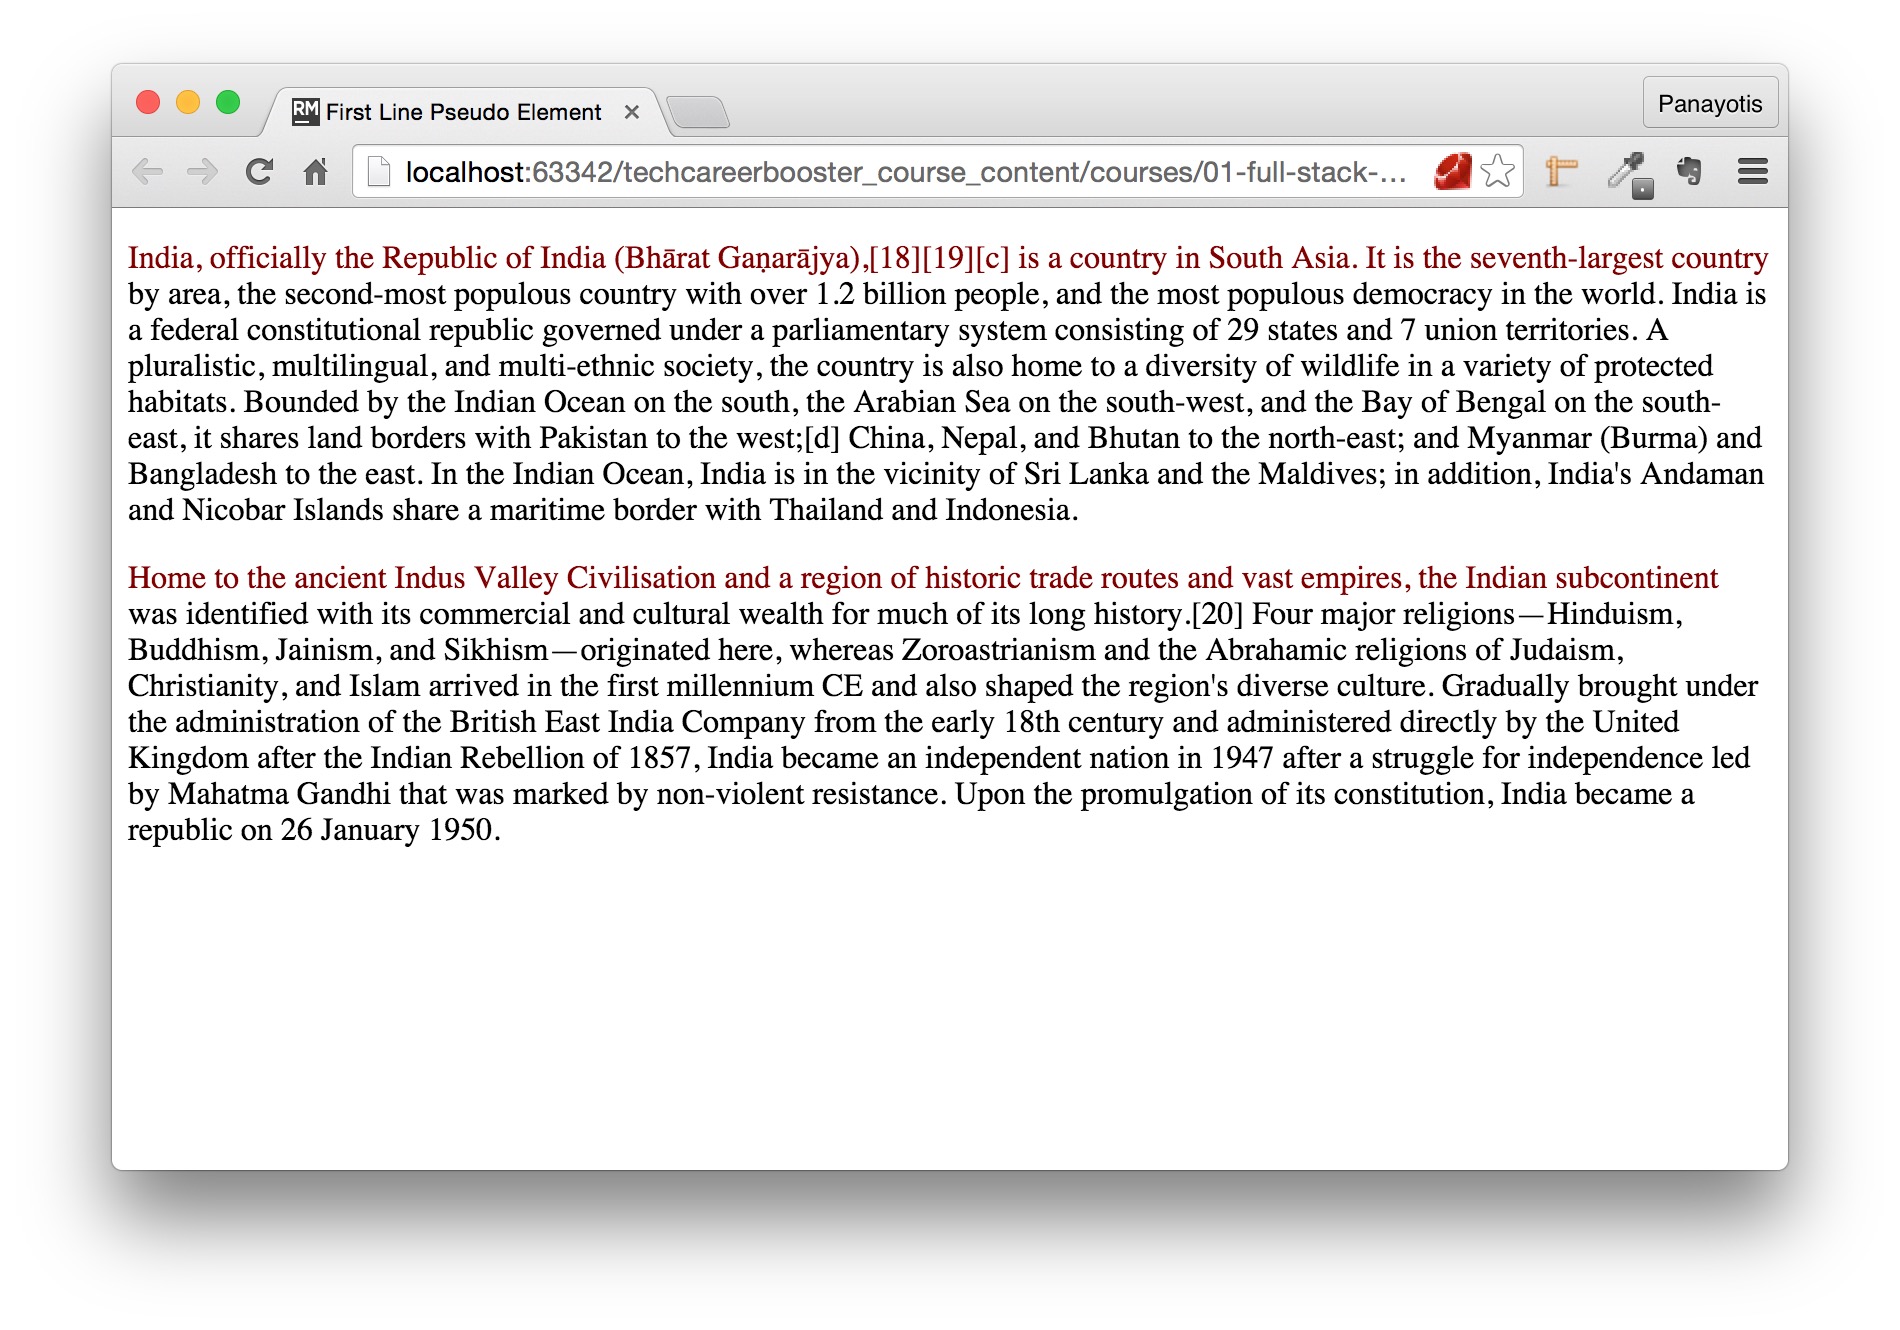 RM First Line Pseudo Element
Panayotis
localhost:63342/techcareerbooster_course_content/courses/01-full-stack-...
India, officially the Republic of India (Bhārat Gaṇarājya),[18][19][c] is a country in South Asia. It is the seventh-largest country
by area, the second-most populous country with over 1.2 billion people, and the most populous democracy in the world. India is
a federal constitutional republic governed under a parliamentary system consisting of 29 states and 7 union territories. A
pluralistic, multilingual, and multi-ethnic society, the country is also home to a diversity of wildlife in a variety of protected
habitats. Bounded by the Indian Ocean on the south, the Arabian Sea on the south-west, and the Bay of Bengal on the south-
east, it shares land borders with Pakistan to the west;[d] China, Nepal, and Bhutan to the north-east; and Myanmar (Burma) and
Bangladesh to the east. In the Indian Ocean, India is in the vicinity of Sri Lanka and the Maldives; in addition, India's Andaman
and Nicobar Islands share a maritime border with Thailand and Indonesia.
Home to the ancient Indus Valley Civilisation and a region of historic trade routes and vast empires, the Indian subcontinent
was identified with its commercial and cultural wealth for much of its long history.[20] Four major religions—Hinduism,
Buddhism, Jainism, and Sikhism—originated here, whereas Zoroastrianism and the Abrahamic religions of Judaism,
Christianity, and Islam arrived in the first millennium CE and also shaped the region's diverse culture. Gradually brought under
the administration of the British East India Company from the early 18th century and administered directly by the United
Kingdom after the Indian Rebellion of 1857, India became an independent nation in 1947 after a struggle for independence led
by Mahatma Gandhi that was marked by non-violent resistance. Upon the promulgation of its constitution, India became a
republic on 26 January 1950.